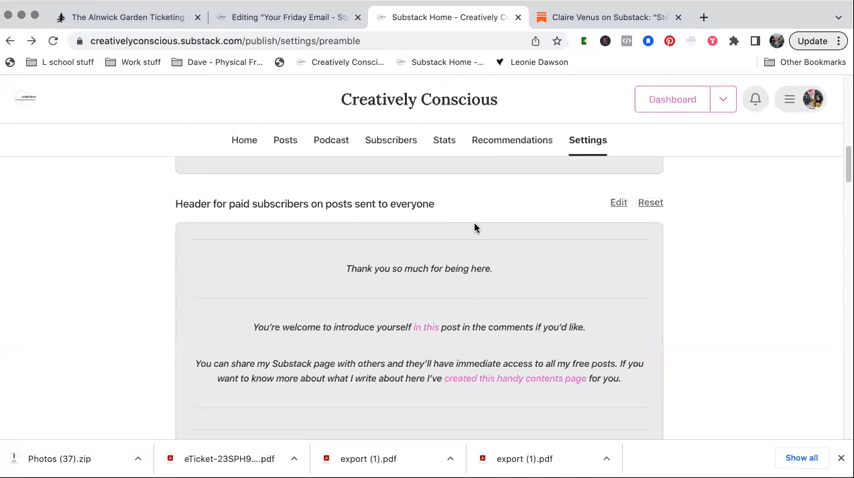 The Alnwick Garden Ticketing
Editing "Your Friday Email - Sta
Substack Home - Creatively C
Claire Venus on Substack: "Ste
creativelyconscious.substack.com/publish/settings/preamble
Update
L school stuff
Work stuff
Dave - Physical Fr...
Creatively Consci...
Substack Home -...
Leonie Dawson
Other Bookmarks
Creatively Conscious
Dashboard
Home
Posts
Podcast
Subscribers
Stats
Recommendations
Settings
Header for paid subscribers on posts sent to everyone
Edit
Reset
Thank you so much for being here.
You're welcome to introduce yourself in this post in the comments if you'd like.
You can share my Substack page with others and they'll have immediate access to all my free posts. If you
want to know more about what I write about here I've created this handy contents page for you.
Photos (37).zip
eTicket-23SPH9....pdf
export (1).pdf
export (1).pdf
Show all